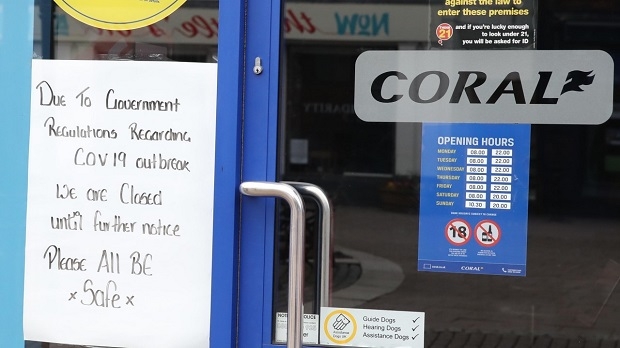 Due To Government
Regulations Regarding
COV 19 outbreak
We are Closed
until further notice
Please All BE
x Safe x
NOW
against the law to
enter these premises
21
and if you're lucky enough
to look under 21,
you will be asked for ID
CORAL
OPENING HOURS
MONDAY 08.00 22.00
TUESDAY 08.00 22.00
WEDNESDAY 08.00 22.00
THURSDAY 08.00 22.00
FRIDAY 08.00 22.00
SATURDAY 08.00 20.00
SUNDAY 10.30 20.00
18
CORAL
Guide Dogs ✓
Hearing Dogs ✓
Assistance Dogs ✓